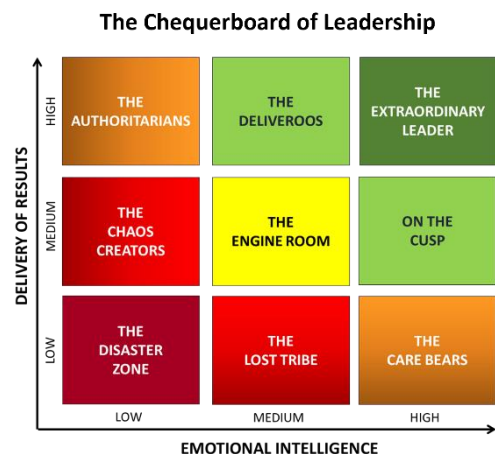 The Chequerboard of Leadership
DELIVERY OF RESULTS
HIGH
THE
AUTHORITARIANS
THE
DELIVEROOS
THE
EXTRAORDINARY
LEADER
MEDIUM
THE
CHAOS
CREATORS
THE
ENGINE ROOM
ON THE
CUSP
LOW
THE
DISASTER
ZONE
THE
LOST TRIBE
THE
CARE BEARS
LOW
MEDIUM
HIGH
EMOTIONAL INTELLIGENCE